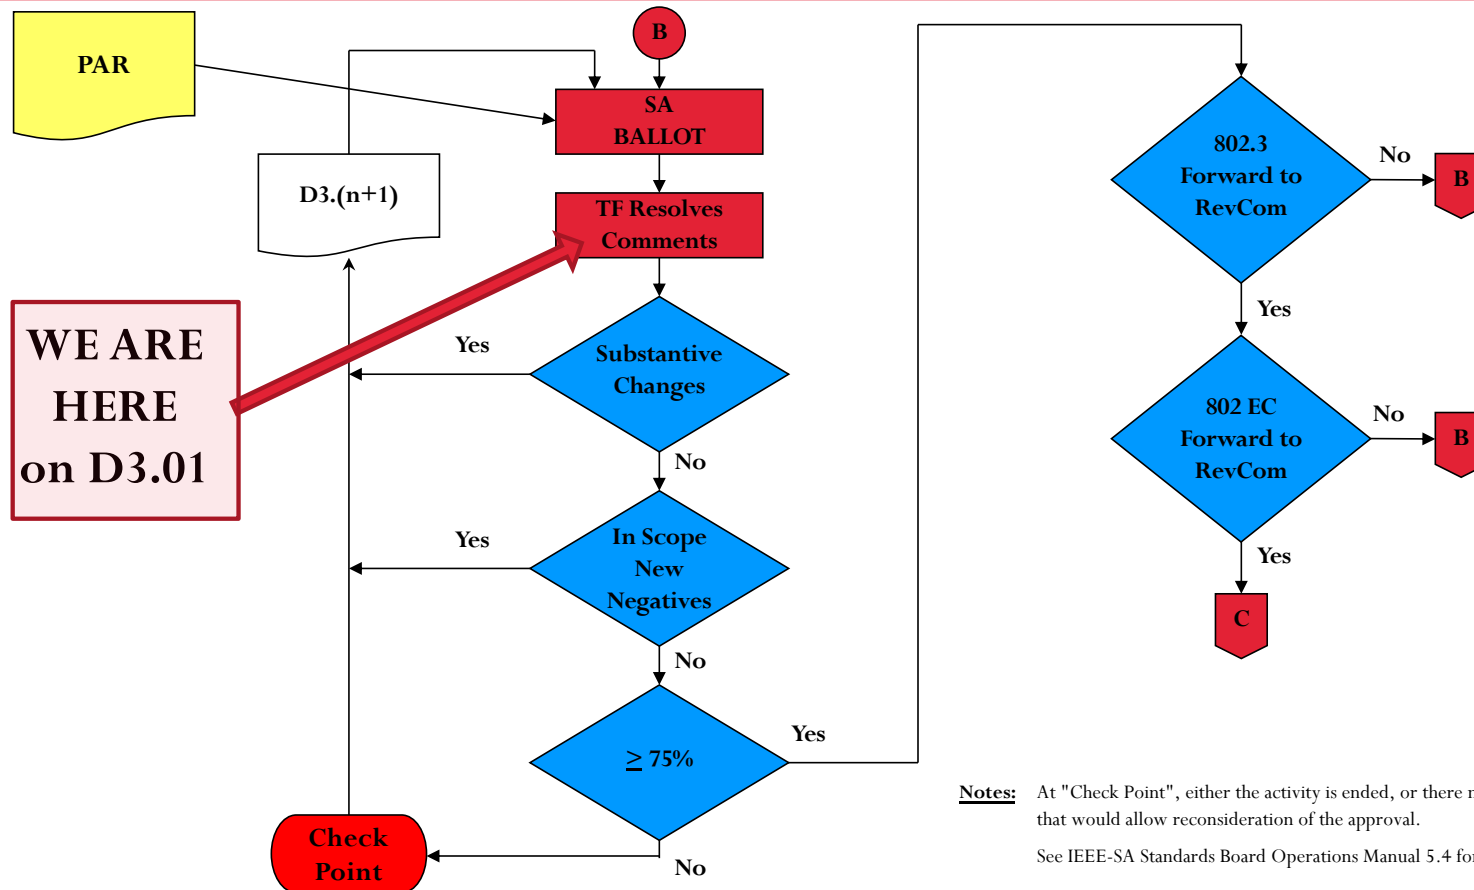 PAR
B
SA
BALLOT
D3.(n+1)
TF Resolves
Comments
WE ARE
HERE
on D3.01
Yes
Substantive
Changes
No
Yes
In Scope
New
Negatives
No
≥ 75%
Yes
No
Check
Point
802.3
Forward to
RevCom
No
B
Yes
802 EC
Forward to
RevCom
No
B
Yes
C
Notes: At "Check Point", either the activity is ended, or there
that would allow reconsideration of the approval.
See IEEE-SA Standards Board Operations Manual 5.4 for